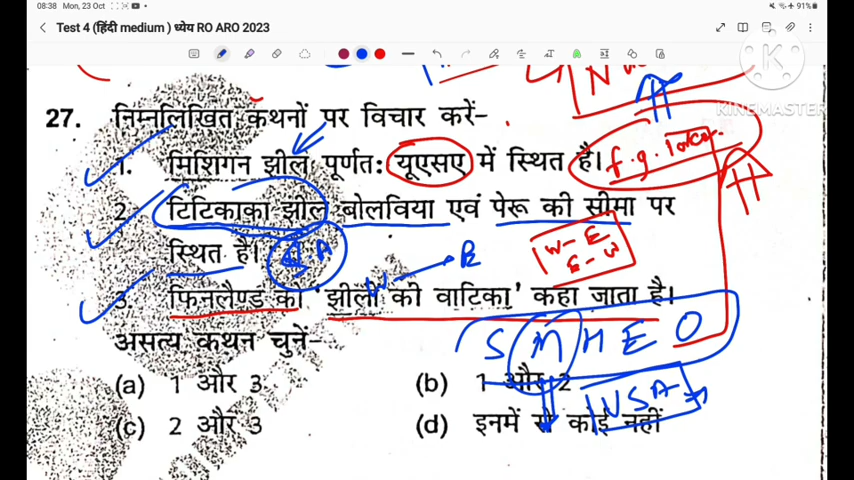 08:38 Mon, 23 Oct
91%
Test 4 (हिंदी medium ) ध्येय RO ARO 2023
KINEMASTER
27. निम्नलिखित कथनों पर विचार करें-
1. मिशिगन झील पूर्णत: यूएसए में स्थित है।
2. टिटिकाका झील बोलविया एवं पेरू की सीमा पर
स्थित है।
W - E
E - W
3. फिनलैण्ड को 'झीलों की वाटिका' कहा जाता है।
S M H E O
असत्य कथन चुनें-
(a) 1 और 3
(b) 1 और 2
USA
(c) 2 और 3
(d) इनमें से कोई नहीं